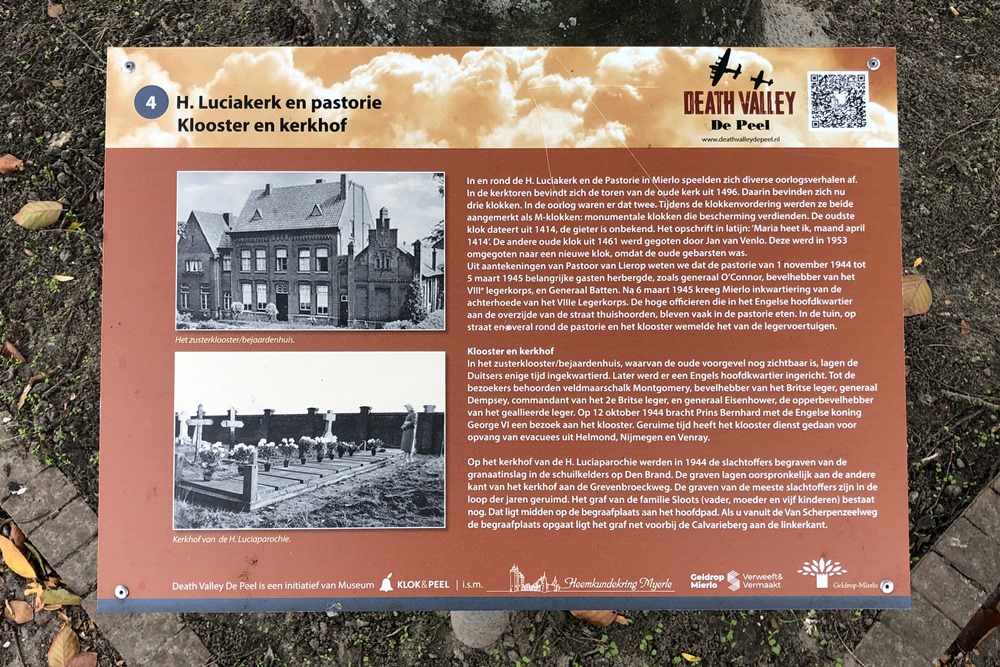 4
H. Luciakerk en pastorie
Klooster en kerkhof
DEATH VALLEY
De Peel
www.deathvalleydepeel.nl
Het zusterklooster/bejaardenhuis.
Kerkhof van de H. Luciaparochie.
In en rond de H. Luciakerk en de Pastorie in Mierlo speelden zich diverse oorlogsverhalen af.
In de kerktoren bevindt zich de toren van de oude kerk uit 1496. Daarin bevinden zich nu
drie klokken. In de oorlog waren er dat twee. Tijdens de klokkenvordering werden ze beide
aangemerkt als M-klokken: monumentale klokken die bescherming verdienden. De oudste
klok dateert uit 1414, de gieter is onbekend. Het opschrift in latijn: 'Maria heet ik, maand april
1414'. De andere oude klok uit 1461 werd gegoten door Jan van Venlo. Deze werd in 1953
omgegoten naar een nieuwe klok, omdat de oude gebarsten was.
Uit aantekeningen van Pastoor van Lierop weten we dat de pastorie van 1 november 1944 tot
5 maart 1945 belangrijke gasten herbergde, zoals generaal O'Connor, bevelhebber van het
VIIIe legerkorps, en Generaal Batten. Na 6 maart 1945 kreeg Mierlo inkwartiering van de
achterhoede van het VIIIe Legerkorps. De hoge officieren die in het Engelse hoofdkwartier
aan de overzijde van de straat thuishoorden, bleven vaak in de pastorie eten. In de tuin, op
straat en overal rond de pastorie en het klooster wemelde het van de legervoertuigen.
Klooster en kerkhof
In het zusterklooster/bejaardenhuis, waarvan de oude voorgevel nog zichtbaar is, lagen de
Duitsers enige tijd ingekwartierd. Later werd er een Engels hoofdkwartier ingericht. Tot de
bezoekers behoorden veldmaarschalk Montgomery, bevelhebber van het Britse leger, generaal
Dempsey, commandant van het 2e Britse leger, en generaal Eisenhower, de opperbevelhebber
van het geallieerde leger. Op 12 oktober 1944 bracht Prins Bernhard met de Engelse koning
George VI een bezoek aan het klooster. Geruime tijd heeft het klooster dienst gedaan voor
opvang van evacuees uit Helmond, Nijmegen en Venray.
Op het kerkhof van de H. Luciaparochie werden in 1944 de slachtoffers begraven van de
granaatinslag in de schuilkelders op Den Brand. De graven lagen oorspronkelijk aan de andere
kant van het kerkhof aan de Grevenbroeckweg. De graven van de meeste slachtoffers zijn in de
loop der jaren geruimd. Het graf van de familie Sloots (vader, moeder en vijf kinderen) bestaat
nog. Dat ligt midden op de begraafplaats aan het hoofdpad. Als u vanuit de Van Scherpenzeelweg
de begraafplaats opgaat ligt het graf net voorbij de Calvarieberg aan de linkerkant.
Death Valley De Peel is een initiatief van Museum KLOK & PEEL | i.s.m. Heemkundekring Myerle
Geldrop Mierlo Verweeft& Vermaakt
Geldrop-Mierlo